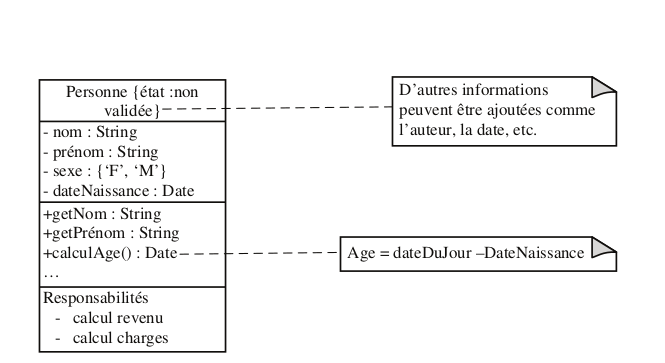 Personne {état :non
validée}
- nom : String
- prénom : String
- sexe : {‘F’, ‘M’}
- dateNaissance : Date
+getNom : String
+getPrénom : String
+calculAge() : Date
…
Responsabilités
- calcul revenu
- calcul charges
D’autres informations
peuvent être ajoutées comme
l’auteur, la date, etc.
Age = dateDuJour –DateNaissance